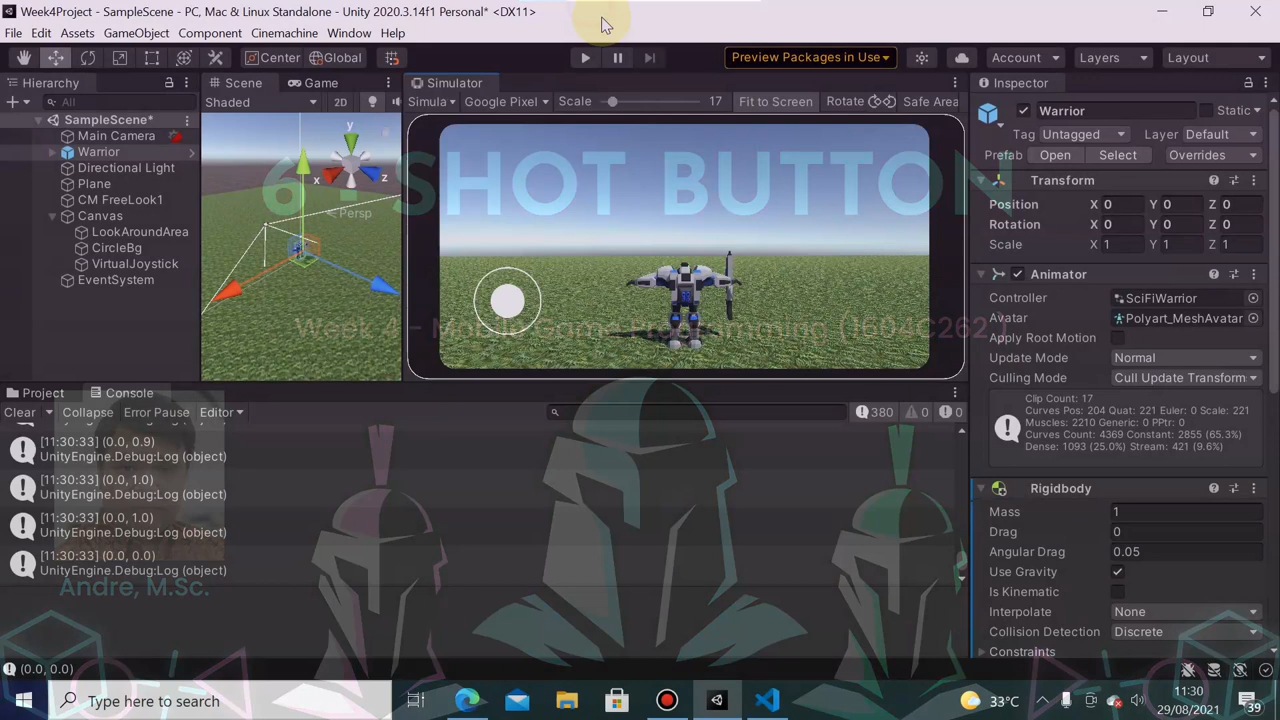 Week4Project - SampleScene - PC, Mac & Linux Standalone - Unity 2020.3.14f1 Personal* <DX11>
File Edit Assets GameObject Component Cinemachine Window Help
Center Global Preview Packages in Use Account Layers Layout
Hierarchy
All
SampleScene*
Main Camera
Warrior
Directional Light
Plane
CM FreeLook1
Canvas
LookAroundArea
CircleBg
VirtualJoystick
EventSystem
Scene Game
Shaded 2D
y
x
z
Persp
Simulator
Simula Google Pixel Scale 17 Fit to Screen Rotate Safe Area
6 - SHOT BUTTON
Week 4 - Mobile Game Programming (1604C262)
Inspector
Warrior Static
Tag Untagged Layer Default
Prefab Open Select Overrides
Transform
Position X 0 Y 0 Z 0
Rotation X 0 Y 0 Z 0
Scale X 1 Y 1 Z 1
Animator
Controller SciFiWarrior
Avatar Polyart_MeshAvatar
Apply Root Motion
Update Mode Normal
Culling Mode Cull Update Transform
Clip Count: 17
Curves Pos: 204 Quat: 221 Euler: 0 Scale: 221
Muscles: 2210 Generic: 0 PPtr: 0
Curves Count: 4369 Constant: 2855 (65.3%)
Dense: 1093 (25.0%) Stream: 421 (9.6%)
Rigidbody
Mass 1
Drag 0
Angular Drag 0.05
Use Gravity
Is Kinematic
Interpolate None
Collision Detection Discrete
Constraints
Project Console
Clear Collapse Error Pause Editor 380 0 0
UnityEngine.Debug:Log (object)
[11:30:33] (0.0, 0.9)
UnityEngine.Debug:Log (object)
[11:30:33] (0.0, 1.0)
UnityEngine.Debug:Log (object)
[11:30:33] (0.0, 1.0)
UnityEngine.Debug:Log (object)
[11:30:33] (0.0, 0.0)
UnityEngine.Debug:Log (object)
Andre, M.Sc.
(0.0, 0.0)
Type here to search
33°C
11:30
29/08/2021
39